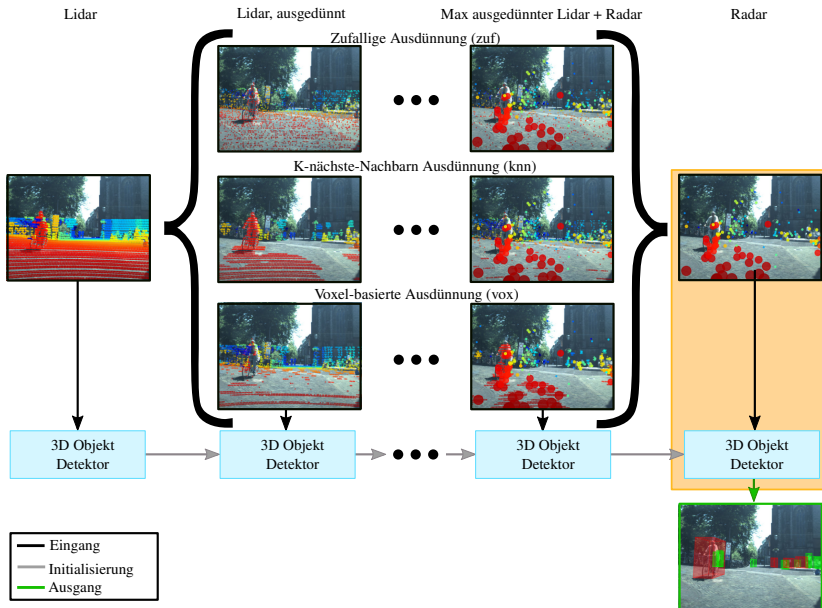 Lidar
Lidar, ausgedünnt
Max ausgedünnter Lidar + Radar
Radar
Zufallige Ausdünnung (zuf)
K-nächste-Nachbarn Ausdünnung (knn)
Voxel-basierte Ausdünnung (vox)
3D Objekt
Detektor
3D Objekt
Detektor
3D Objekt
Detektor
3D Objekt
Detektor
Eingang
Initialisierung
Ausgang